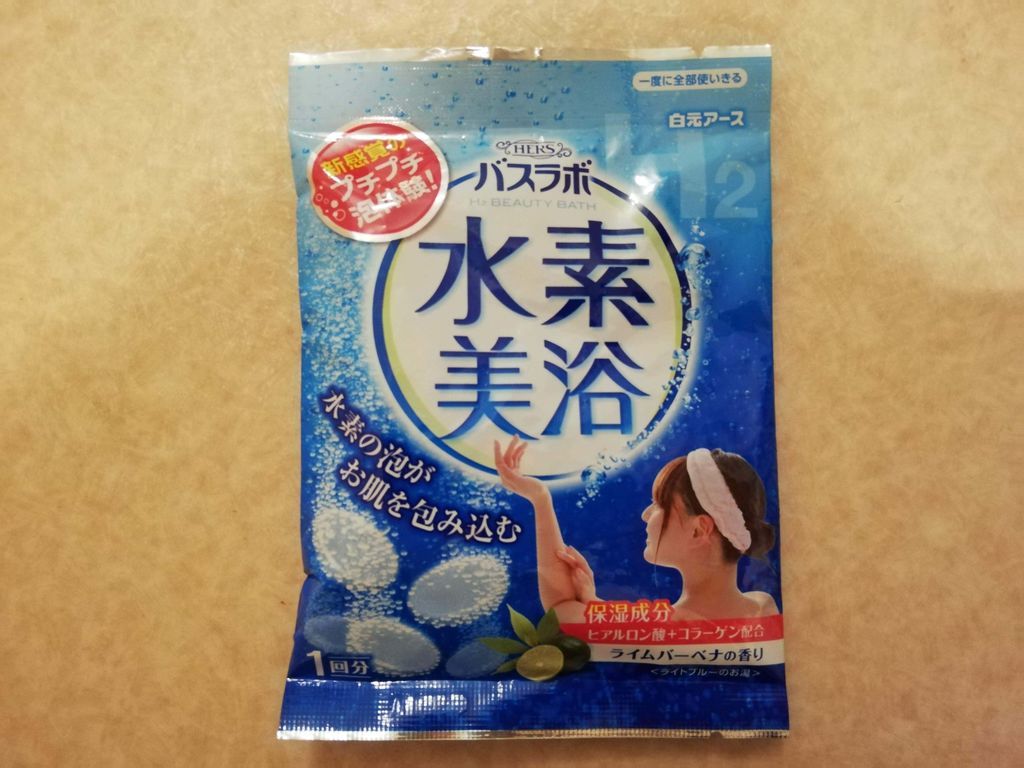 一度に全部使いきる
白元アース
新感覚の
プチプチ
泡体験!
HERS
バスラボ
H2 BEAUTY BATH
H2
水素
美浴
水素の泡が
お肌を包み込む
保湿成分
ヒアルロン酸+コラーゲン配合
ライムバーベナの香り
<ライトブルーのお湯>
1回分